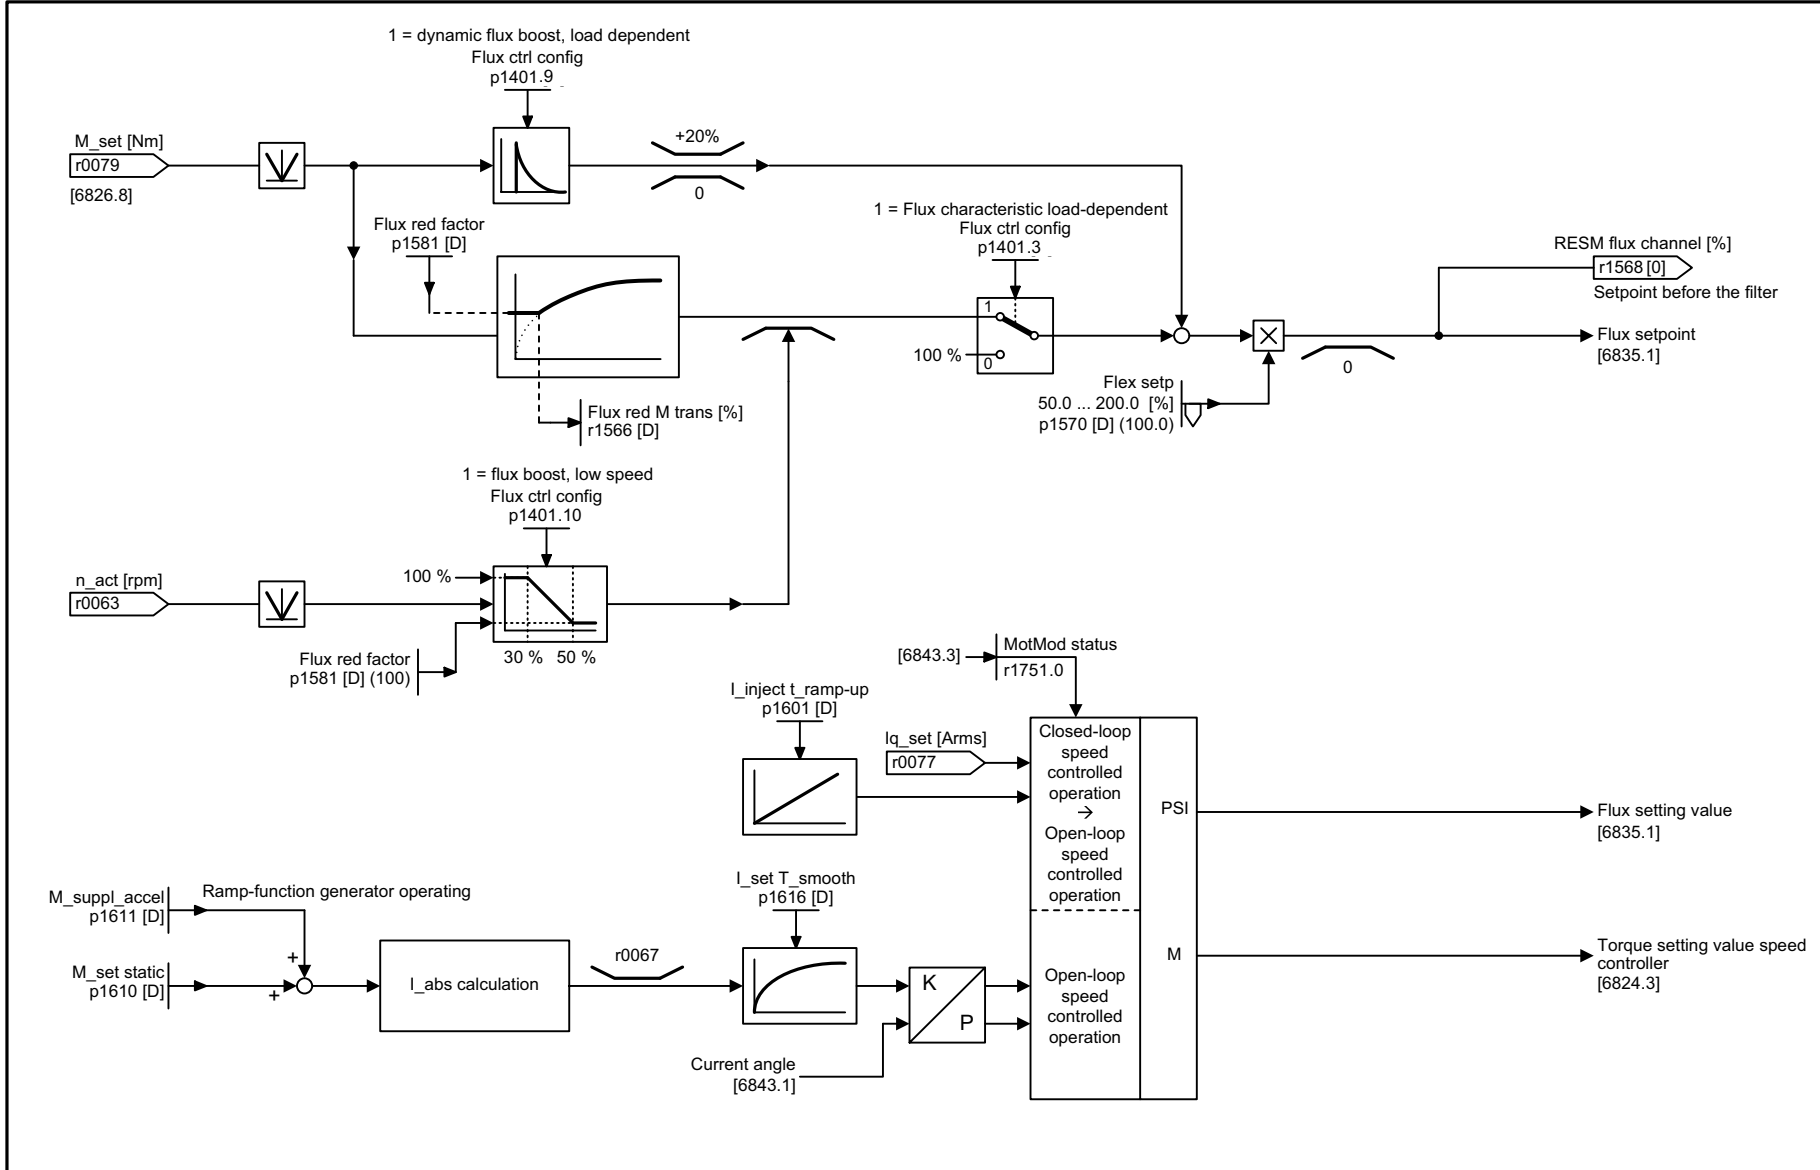 1 = dynamic flux boost, load dependent
Flux ctrl config
p1401.9
M_set [Nm]
r0079
[6826.8]
+20%
0
Flux red factor
p1581 [D]
1 = Flux characteristic load-dependent
Flux ctrl config
p1401.3
1
100 %
0
RESM flux channel [%]
r1568 [0]
Setpoint before the filter
Flux setpoint
[6835.1]
0
Flex setp
50.0 ... 200.0 [%]
p1570 [D] (100.0)
Flux red M trans [%]
r1566 [D]
1 = flux boost, low speed
Flux ctrl config
p1401.10
n_act [rpm]
r0063
100 %
Flux red factor
p1581 [D] (100)
30 % 50 %
[6843.3]
MotMod status
r1751.0
I_inject t_ramp-up
p1601 [D]
Iq_set [Arms]
r0077
Closed-loop
speed
controlled
operation
→
Open-loop
speed
controlled
operation
PSI
Flux setting value
[6835.1]
M_suppl_accel
p1611 [D]
Ramp-function generator operating
+
M_set static
p1610 [D]
+
I_abs calculation
r0067
I_set T_smooth
p1616 [D]
K
P
Current angle
[6843.1]
Open-loop
speed
controlled
operation
M
Torque setting value speed
controller
[6824.3]